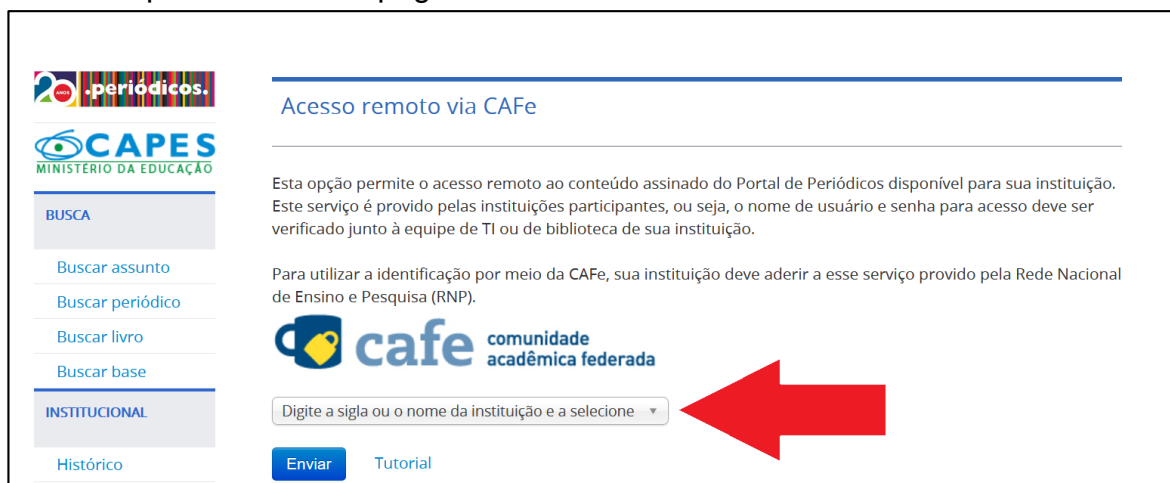 20 ANOS .periódicos.
CAPES
MINISTÉRIO DA EDUCAÇÃO
BUSCA
Buscar assunto
Buscar periódico
Buscar livro
Buscar base
INSTITUCIONAL
Histórico
Acesso remoto via CAFe
Esta opção permite o acesso remoto ao conteúdo assinado do Portal de Periódicos disponível para sua instituição.
Este serviço é provido pelas instituições participantes, ou seja, o nome de usuário e senha para acesso deve ser
verificado junto à equipe de TI ou de biblioteca de sua instituição.
Para utilizar a identificação por meio da CAFe, sua instituição deve aderir a esse serviço provido pela Rede Nacional
de Ensino e Pesquisa (RNP).
cafe comunidade
acadêmica federada
Digite a sigla ou o nome da instituição e a selecione
Enviar Tutorial